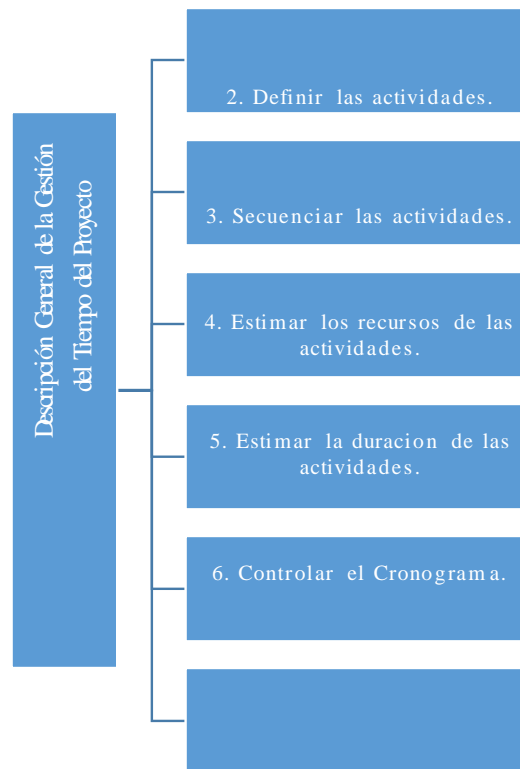 Descripción General de la Gestión
del Tiempo del Proyecto
2. Definir las actividades.
3. Secuenciar las actividades.
4. Estimar los recursos de las
actividades.
5. Estimar la duracion de las
actividades.
6. Controlar el Cronograma.